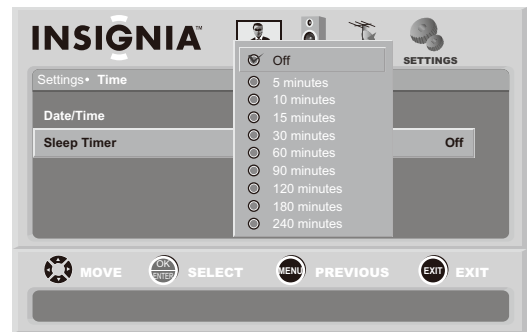 INSIGNIA™
SETTINGS
Settings• Time
Date/Time
Sleep Timer Off
Off
5 minutes
10 minutes
15 minutes
30 minutes
60 minutes
90 minutes
120 minutes
180 minutes
240 minutes
MOVE OK ENTER SELECT MENU PREVIOUS EXIT EXIT